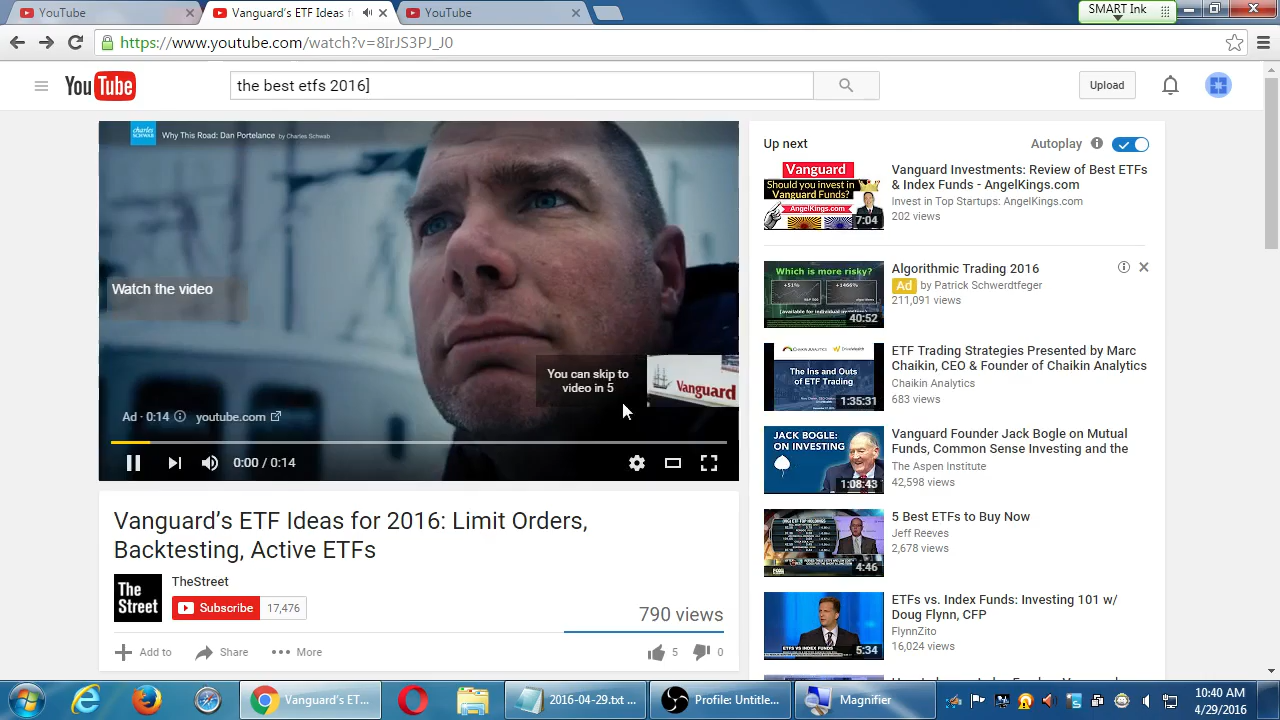 YouTube
Vanguard's ETF Ideas f
YouTube
SMART Ink
https://www.youtube.com/watch?v=8IrJS3PJ_J0
YouTube
the best etfs 2016]
Upload
charles SCHWAB
Why This Road: Dan Portelance by Charles Schwab
Watch the video
You can skip to
video in 5
Vanguard
Ad · 0:14
youtube.com
0:00 / 0:14
Vanguard's ETF Ideas for 2016: Limit Orders,
Backtesting, Active ETFs
The
Street
TheStreet
Subscribe 17,476
790 views
Add to
Share
More
5
0
Up next
Autoplay
Vanguard
Should you invest in
Vanguard Funds?
AngelKings.com
7:04
Vanguard Investments: Review of Best ETFs
& Index Funds - AngelKings.com
Invest in Top Startups: AngelKings.com
202 views
Which is more risky?
+51%
+1466%
40:52
Algorithmic Trading 2016
Ad by Patrick Schwerdtfeger
211,091 views
The Ins and Outs
of ETF Trading
1:35:31
ETF Trading Strategies Presented by Marc
Chaikin, CEO & Founder of Chaikin Analytics
Chaikin Analytics
683 views
JACK BOGLE:
ON INVESTING
1:08:43
Vanguard Founder Jack Bogle on Mutual
Funds, Common Sense Investing and the
The Aspen Institute
42,598 views
4:46
5 Best ETFs to Buy Now
Jeff Reeves
2,678 views
ETFS VS. INDEX FUNDS
5:34
ETFs vs. Index Funds: Investing 101 w/
Doug Flynn, CFP
FlynnZito
16,024 views
Vanguard's ET...
2016-04-29.txt ...
Profile: Untitle...
Magnifier
10:40 AM
4/29/2016